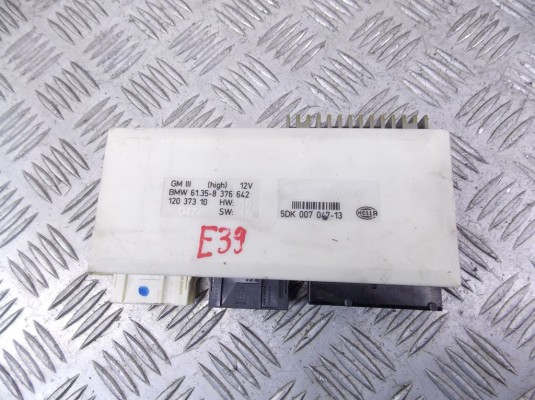 GM III (high) 12V
BMW 61.35-8 376 642
120 373 10 HW:
SW:
5DK 007 047-13
HELLA
E39